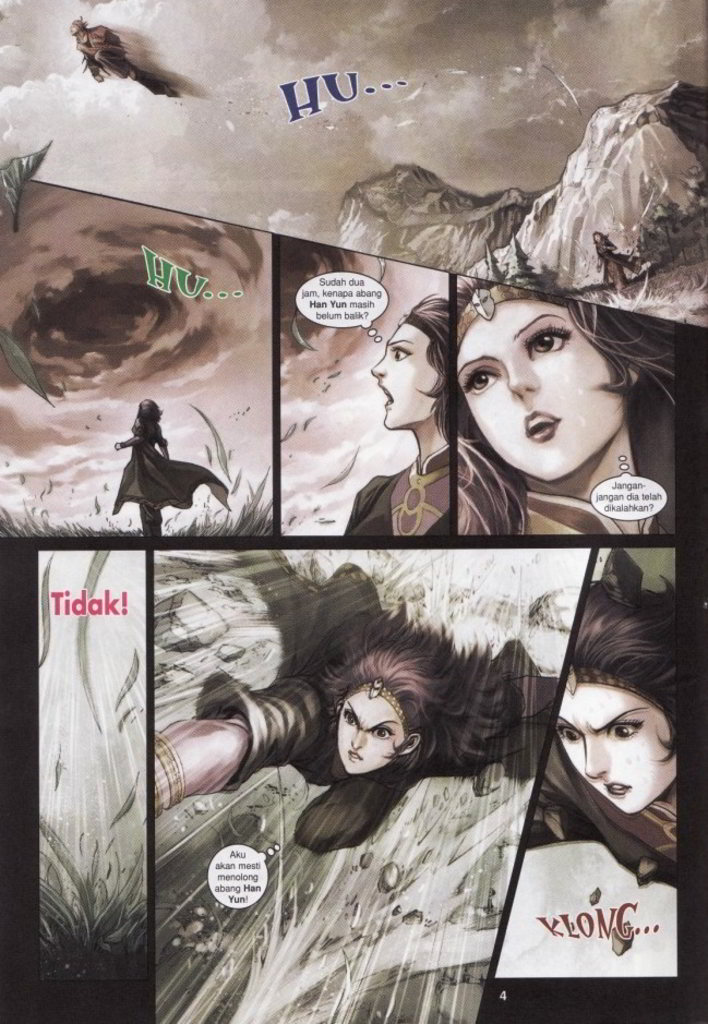 HU...
HU...
Sudah dua
jam, kenapa abang
Han Yun masih
belum balik?
Jangan-
jangan dia telah
dikalahkan?
Tidak!
Aku
akan mesti
menolong
abang Han
Yun!
KLONG...
4